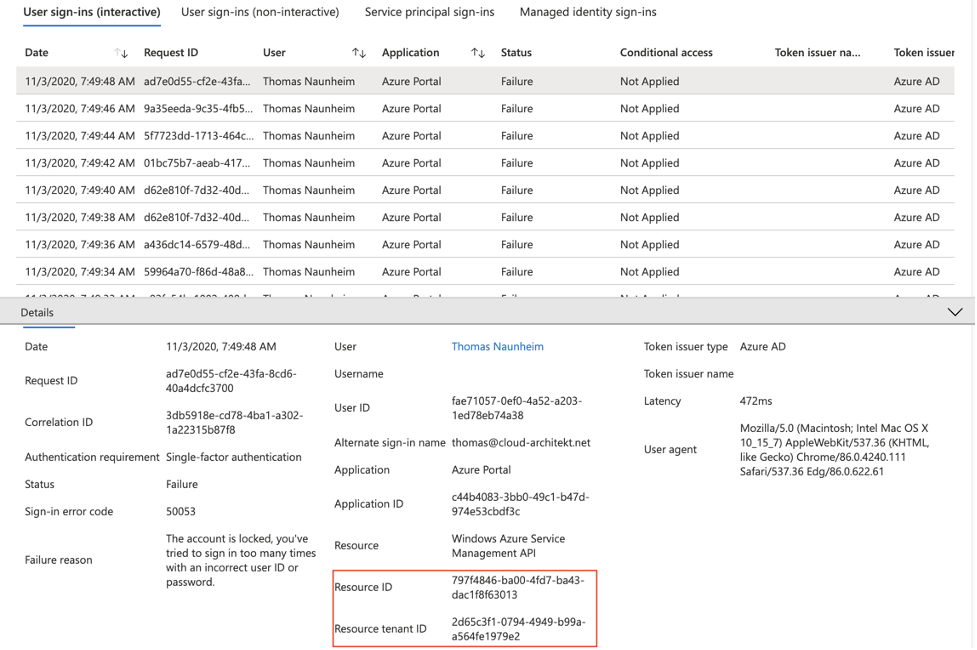 User sign-ins (interactive) User sign-ins (non-interactive) Service principal sign-ins Managed identity sign-ins
Date Request ID User Application Status Conditional access Token issuer na... Token issuer
11/3/2020, 7:49:48 AM ad7e0d55-cf2e-43fa... Thomas Naunheim Azure Portal Failure Not Applied Azure AD
11/3/2020, 7:49:46 AM 9a35eeda-9c35-4fb5... Thomas Naunheim Azure Portal Failure Not Applied Azure AD
11/3/2020, 7:49:44 AM 5f7723dd-1713-464c... Thomas Naunheim Azure Portal Failure Not Applied Azure AD
11/3/2020, 7:49:42 AM 01bc75b7-aeab-417... Thomas Naunheim Azure Portal Failure Not Applied Azure AD
11/3/2020, 7:49:40 AM d62e810f-7d32-40d... Thomas Naunheim Azure Portal Failure Not Applied Azure AD
11/3/2020, 7:49:38 AM d62e810f-7d32-40d... Thomas Naunheim Azure Portal Failure Not Applied Azure AD
11/3/2020, 7:49:36 AM a436dc14-6579-48d... Thomas Naunheim Azure Portal Failure Not Applied Azure AD
11/3/2020, 7:49:34 AM 59964a70-f86d-48a8... Thomas Naunheim Azure Portal Failure Not Applied Azure AD
Details
Date 11/3/2020, 7:49:48 AM
Request ID ad7e0d55-cf2e-43fa-8cd6-
40a4dcfc3700
Correlation ID 3db5918e-cd78-4ba1-a302-
1a22315b87f8
Authentication requirement Single-factor authentication
Status Failure
Sign-in error code 50053
Failure reason The account is locked, you've
tried to sign in too many times
with an incorrect user ID or
password.
User Thomas Naunheim
Username
User ID fae71057-0ef0-4a52-a203-
1ed78eb74a38
Alternate sign-in name thomas@cloud-architekt.net
Application Azure Portal
Application ID c44b4083-3bb0-49c1-b47d-
974e53cbdf3c
Resource Windows Azure Service
Management API
Resource ID 797f4846-ba00-4fd7-ba43-
dac1f8f63013
Resource tenant ID 2d65c3f1-0794-4949-b99a-
a564fe1979e2
Token issuer type Azure AD
Token issuer name
Latency 472ms
User agent Mozilla/5.0 (Macintosh; Intel Mac OS X
10_15_7) AppleWebKit/537.36 (KHTML,
like Gecko) Chrome/86.0.4240.111
Safari/537.36 Edg/86.0.622.61